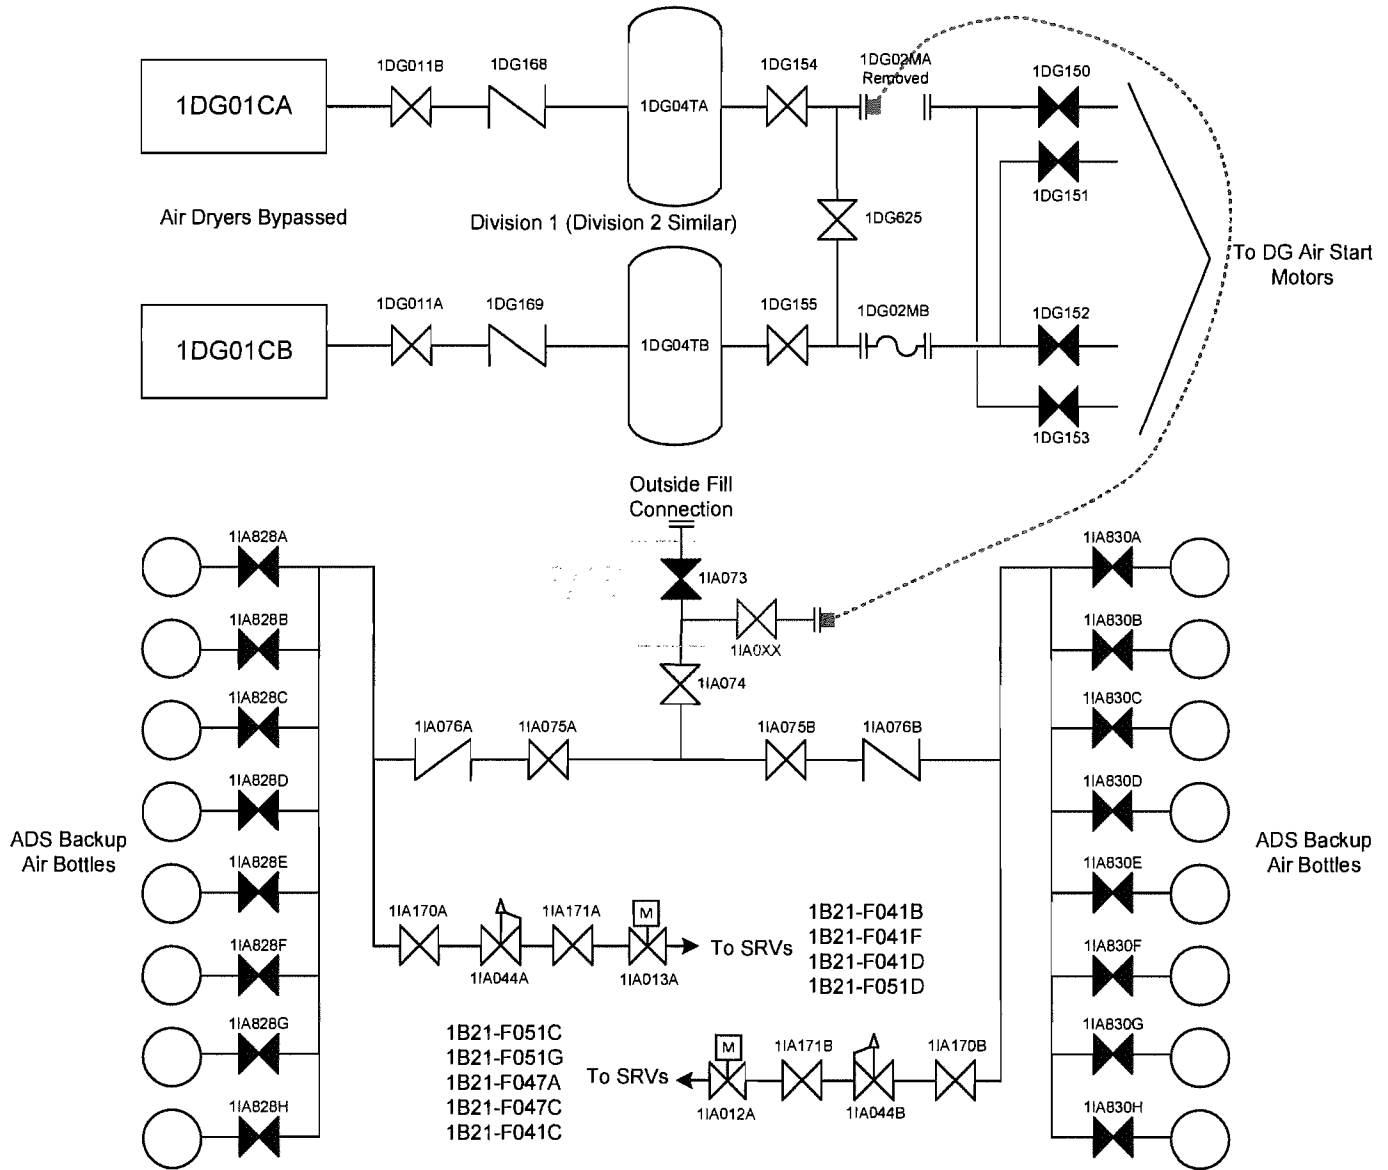 1DG01CA
1DG011B
1DG168
1DG04TA
1DG154
1DG02MA
Removed
1DG150
1DG151
Air Dryers Bypassed
Division 1 (Division 2 Similar)
1DG625
To DG Air Start
Motors
1DG01CB
1DG011A
1DG169
1DG04TB
1DG155
1DG02MB
1DG152
1DG153
Outside Fill
Connection
1IA073
1IA0XX
1IA074
1IA828A
1IA828B
1IA828C
1IA828D
1IA828E
1IA828F
1IA828G
1IA828H
ADS Backup
Air Bottles
1IA076A
1IA075A
1IA075B
1IA076B
1IA830A
1IA830B
1IA830C
1IA830D
1IA830E
1IA830F
1IA830G
1IA830H
ADS Backup
Air Bottles
1IA170A
1IA044A
1IA171A
M
1IA013A
To SRVs
1B21-F041B
1B21-F041F
1B21-F041D
1B21-F051D
1B21-F051C
1B21-F051G
1B21-F047A
1B21-F047C
1B21-F041C
To SRVs
M
1IA012A
1IA171B
1IA044B
1IA170B